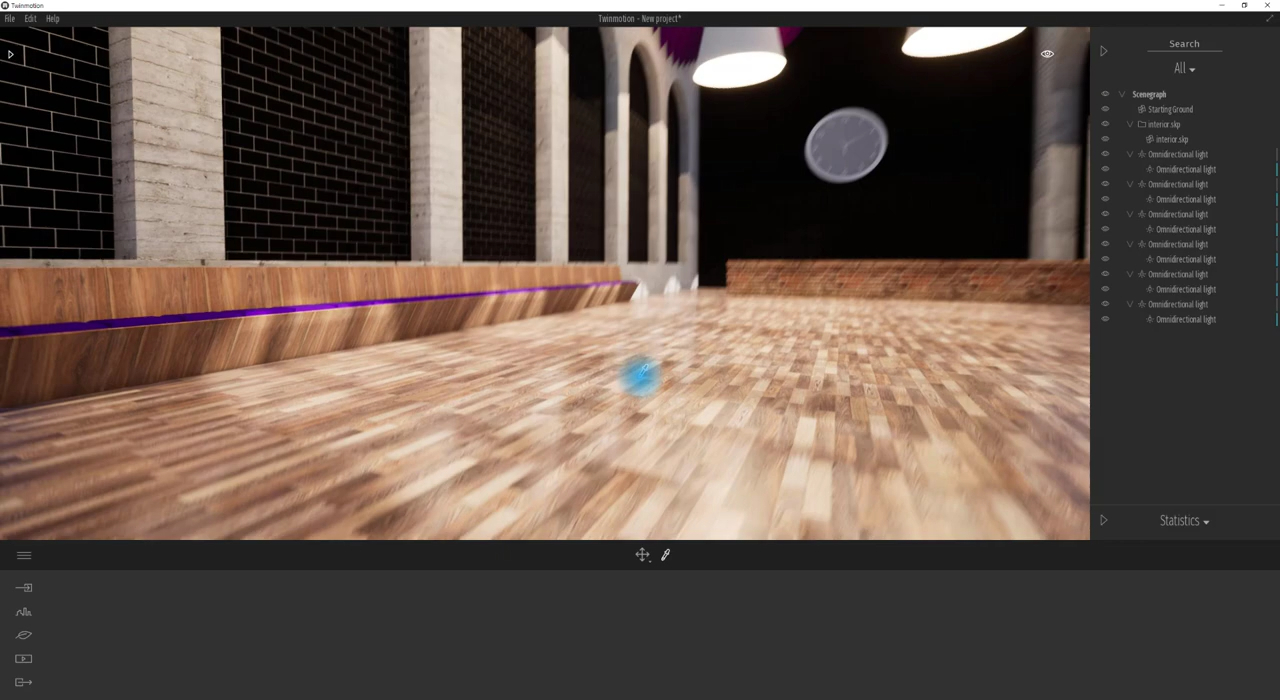 Twinmotion
File Edit Help
Twinmotion - New project*
Search
All
Scenegraph
Starting Ground
interior.skp
interior.skp
Omnidirectional light
Omnidirectional light
Omnidirectional light
Omnidirectional light
Omnidirectional light
Omnidirectional light
Omnidirectional light
Omnidirectional light
Omnidirectional light
Omnidirectional light
Omnidirectional light
Omnidirectional light
Statistics